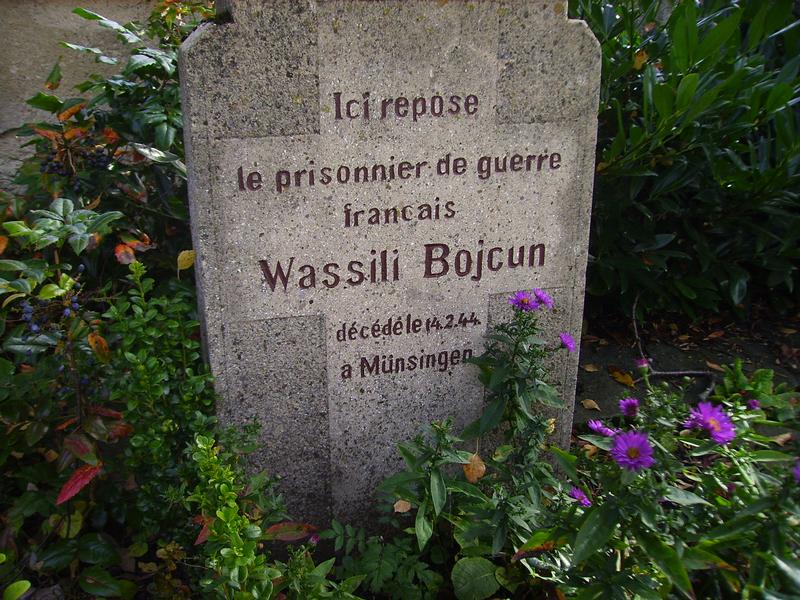 Ici repose
le prisonnier de guerre
francais
Wassili Bojcun
décédé le 14.2.44.
a Münsingen